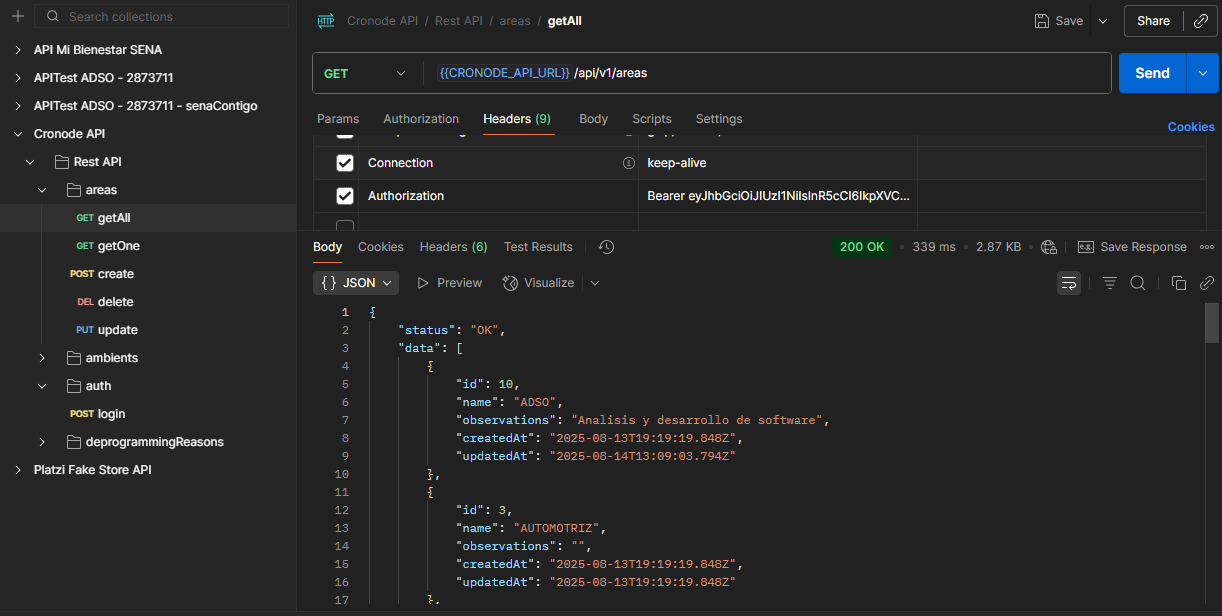 Search collections
API Mi Bienestar SENA
APITest ADSO - 2873711
APITest ADSO - 2873711 - senaContigo
Cronode API
Rest API
areas
GET getAll
GET getOne
POST create
DEL delete
PUT update
ambients
auth
POST login
deprogrammingReasons
Platzi Fake Store API
HTTP Cronode API / Rest API / areas / getAll
Save
Share
GET {{CRONODE_API_URL}} /api/v1/areas
Send
Params Authorization Headers (9) Body Scripts Settings
Cookies
Connection keep-alive
Authorization Bearer eyJhbGciOiJIUzI1NiIsInR5cCI6IkpXVC...
Body Cookies Headers (6) Test Results
200 OK • 339 ms • 2.87 KB •
e.g. Save Response
{} JSON Preview Visualize
1 {
2 "status": "OK",
3 "data": [
4 {
5 "id": 10,
6 "name": "ADSO",
7 "observations": "Analisis y desarrollo de software",
8 "createdAt": "2025-08-13T19:19:19.848Z",
9 "updatedAt": "2025-08-14T13:09:03.794Z"
10 },
11 {
12 "id": 3,
13 "name": "AUTOMOTRIZ",
14 "observations": "",
15 "createdAt": "2025-08-13T19:19:19.848Z",
16 "updatedAt": "2025-08-13T19:19:19.848Z"
17 },